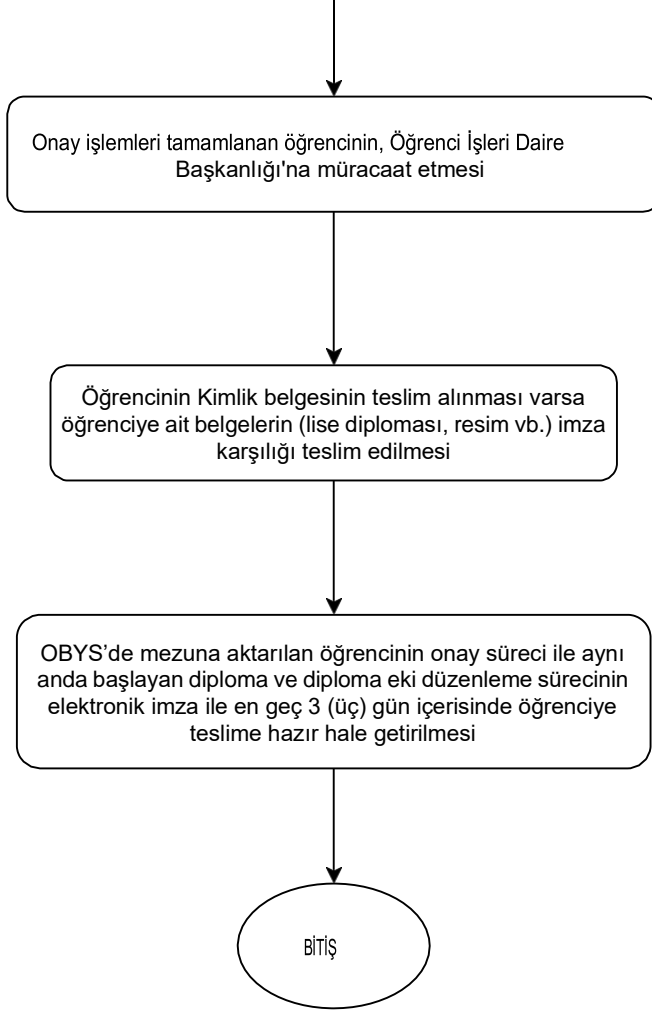 Onay işlemleri tamamlanan öğrencinin, Öğrenci İşleri Daire
Başkanlığı'na müracaat etmesi
Öğrencinin Kimlik belgesinin teslim alınması varsa
öğrenciye ait belgelerin (lise diploması, resim vb.) imza
karşılığı teslim edilmesi
OBYS’de mezuna aktarılan öğrencinin onay süreci ile aynı
anda başlayan diploma ve diploma eki düzenleme sürecinin
elektronik imza ile en geç 3 (üç) gün içerisinde öğrenciye
teslime hazır hale getirilmesi
BİTİŞ